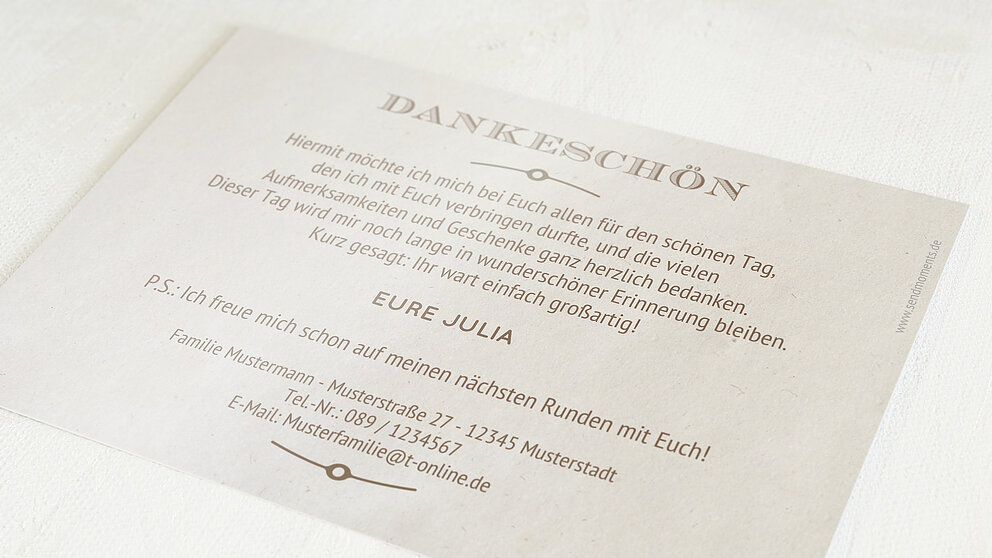 DANKESCHÖN
Hiermit möchte ich mich bei Euch allen für den schönen Tag,
den ich mit Euch verbringen durfte, und die vielen
Aufmerksamkeiten und Geschenke ganz herzlich bedanken.
Dieser Tag wird mir noch lange in wunderschöner Erinnerung bleiben.
Kurz gesagt: Ihr wart einfach großartig!
EURE JULIA
P.S.: Ich freue mich schon auf meinen nächsten Runden mit Euch!
Familie Mustermann - Musterstraße 27 - 12345 Musterstadt
Tel.-Nr.: 089 / 1234567
E-Mail: Musterfamilie@t-online.de
www.sendmoments.de